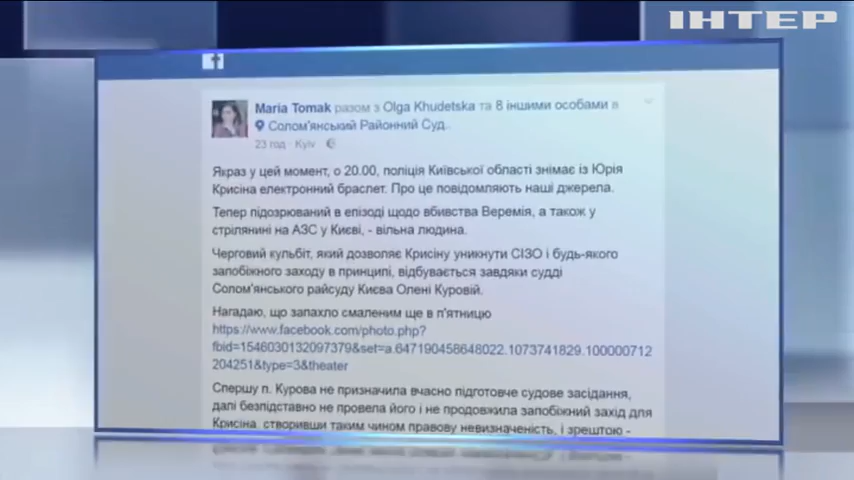 ІНТЕР
Maria Tomak разом з Olga Khudetska та 8 іншими особами в
Солом'янський Районний Суд.
23 год · Kyiv
Якраз у цей момент, о 20.00, поліція Київської області знімає із Юрія
Крисіна електронний браслет. Про це повідомляють наші джерела.
Тепер підозрюваний в епізоді щодо вбивства Веремія, а також у
стрілянині на АЗС у Києві, - вільна людина.
Черговий кульбіт, який дозволяє Крисіну уникнути СІЗО і будь-якого
запобіжного заходу в принципі, відбувається завдяки судді
Солом'янського райсуду Києва Олені Куровій.
Нагадаю, що запахло смаленим ще в п'ятницю
https://www.facebook.com/photo.php?
fbid=1546030132097379&set=a.647190458648022.1073741829.100000712
204251&type=3&theater
Спершу п. Курова не призначила вчасно підготовче судове засідання,
далі безпідставно не провела його і не продовжила запобіжний захід для
Крисіна, створивши таким чином правову невизначеність, і зрештою -